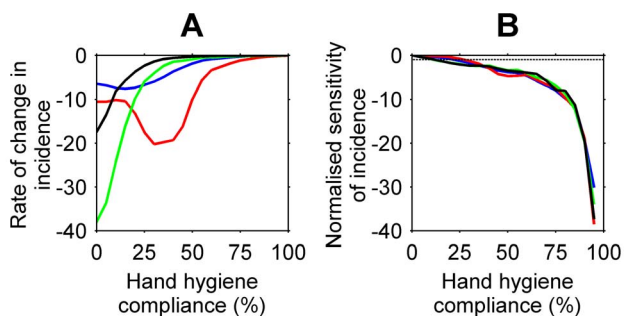 A
B
Rate of change in
incidence
0
-10
-20
-30
-40
0
25
50
75
100
Hand hygiene
compliance (%)
Normalised sensitivity
of incidence
0
-10
-20
-30
-40
0
25
50
75
100
Hand hygiene
compliance (%)